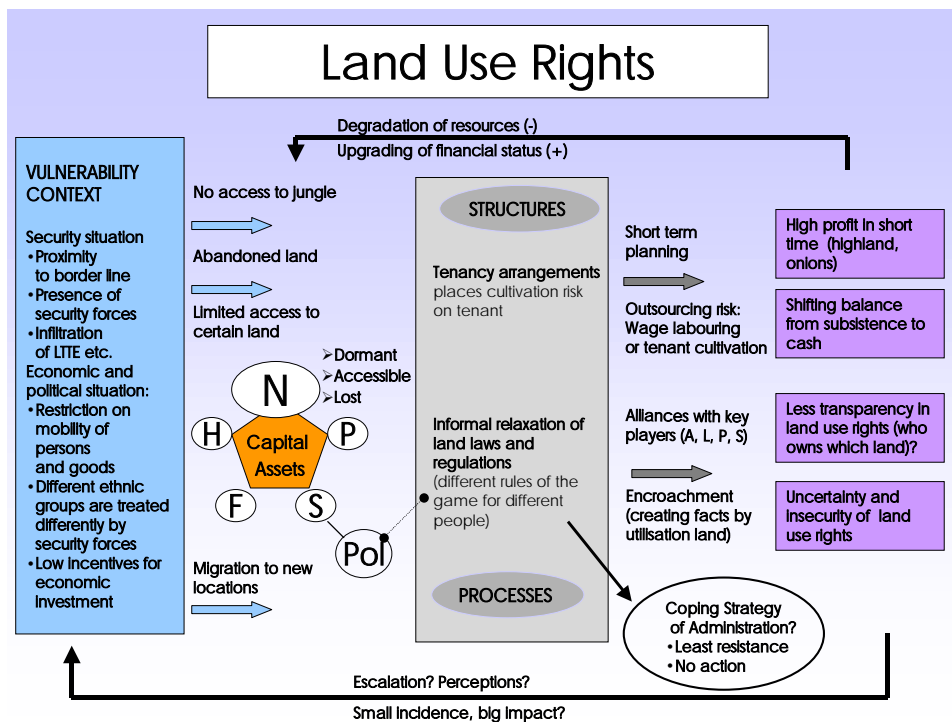 Land Use Rights
Degradation of resources (-)
Upgrading of financial status (+)
VULNERABILITY
CONTEXT
Security situation
•Proximity
to border line
•Presence of
security forces
•Infiltration
of LTTE etc.
Economic and
political situation:
•Restriction on
mobility of
persons
and goods
•Different ethnic
groups are treated
differently by
security forces
•Low incentives for
economic
investment
No access to jungle
Abandoned land
Limited access to
certain land
➢Dormant
➢Accessible
➢Lost
N
H
P
Capital
Assets
F
S
Pol
Migration to new
locations
STRUCTURES
Tenancy arrangements
places cultivation risk
on tenant
Informal relaxation of
land laws and
regulations
(different rules of the
game for different
people)
PROCESSES
Short term
planning
Outsourcing risk:
Wage labouring
or tenant cultivation
Alliances with key
players (A, L, P, S)
Encroachment
(creating facts by
utilisation land)
High profit in short
time (highland,
onions)
Shifting balance
from subsistence to
cash
Less transparency in
land use rights (who
owns which land)?
Uncertainty and
insecurity of land
use rights
Coping Strategy
of Administration?
•Least resistance
•No action
Escalation? Perceptions?
Small incidence, big impact?